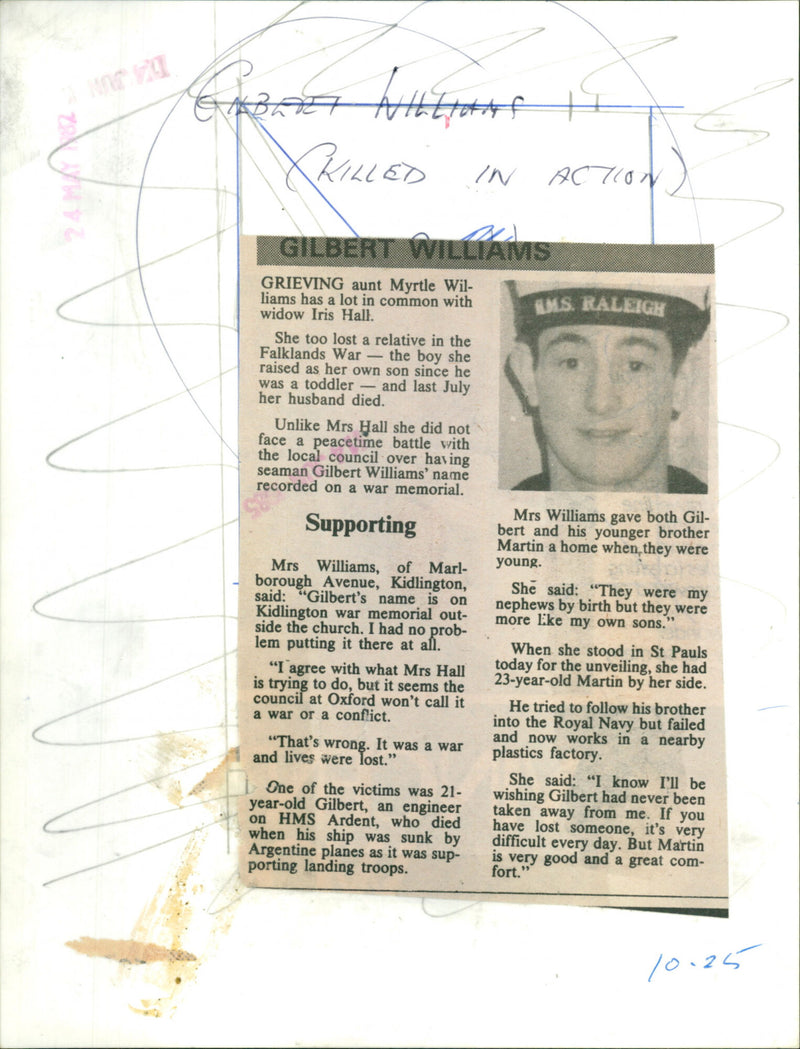 GILBERT WILLIAMS
(KILLED IN ACTION)
24 MAY 1982
GILBERT WILLIAMS
GRIEVING aunt Myrtle Wil-
liams has a lot in common with
widow Iris Hall.
She too lost a relative in the
Falklands War — the boy she
raised as her own son since he
was a toddler — and last July
her husband died.
Unlike Mrs Hall she did not
face a peacetime battle with
the local council over having
seaman Gilbert Williams' name
recorded on a war memorial.
Supporting
Mrs Williams, of Marl-
borough Avenue, Kidlington,
said: "Gilbert's name is on
Kidlington war memorial out-
side the church. I had no prob-
lem putting it there at all.
"I agree with what Mrs Hall
is trying to do, but it seems the
council at Oxford won't call it
a war or a conflict.
"That's wrong. It was a war
and lives were lost."
One of the victims was 21-
year-old Gilbert, an engineer
on HMS Ardent, who died
when his ship was sunk by
Argentine planes as it was sup-
porting landing troops.
H.M.S. RALEIGH
Mrs Williams gave both Gil-
bert and his younger brother
Martin a home when they were
young.
She said: "They were my
nephews by birth but they were
more like my own sons."
When she stood in St Pauls
today for the unveiling, she had
23-year-old Martin by her side.
He tried to follow his brother
into the Royal Navy but failed
and now works in a nearby
plastics factory.
She said: "I know I'll be
wishing Gilbert had never been
taken away from me. If you
have lost someone, it's very
difficult every day. But Martin
is very good and a great com-
fort."
10.25